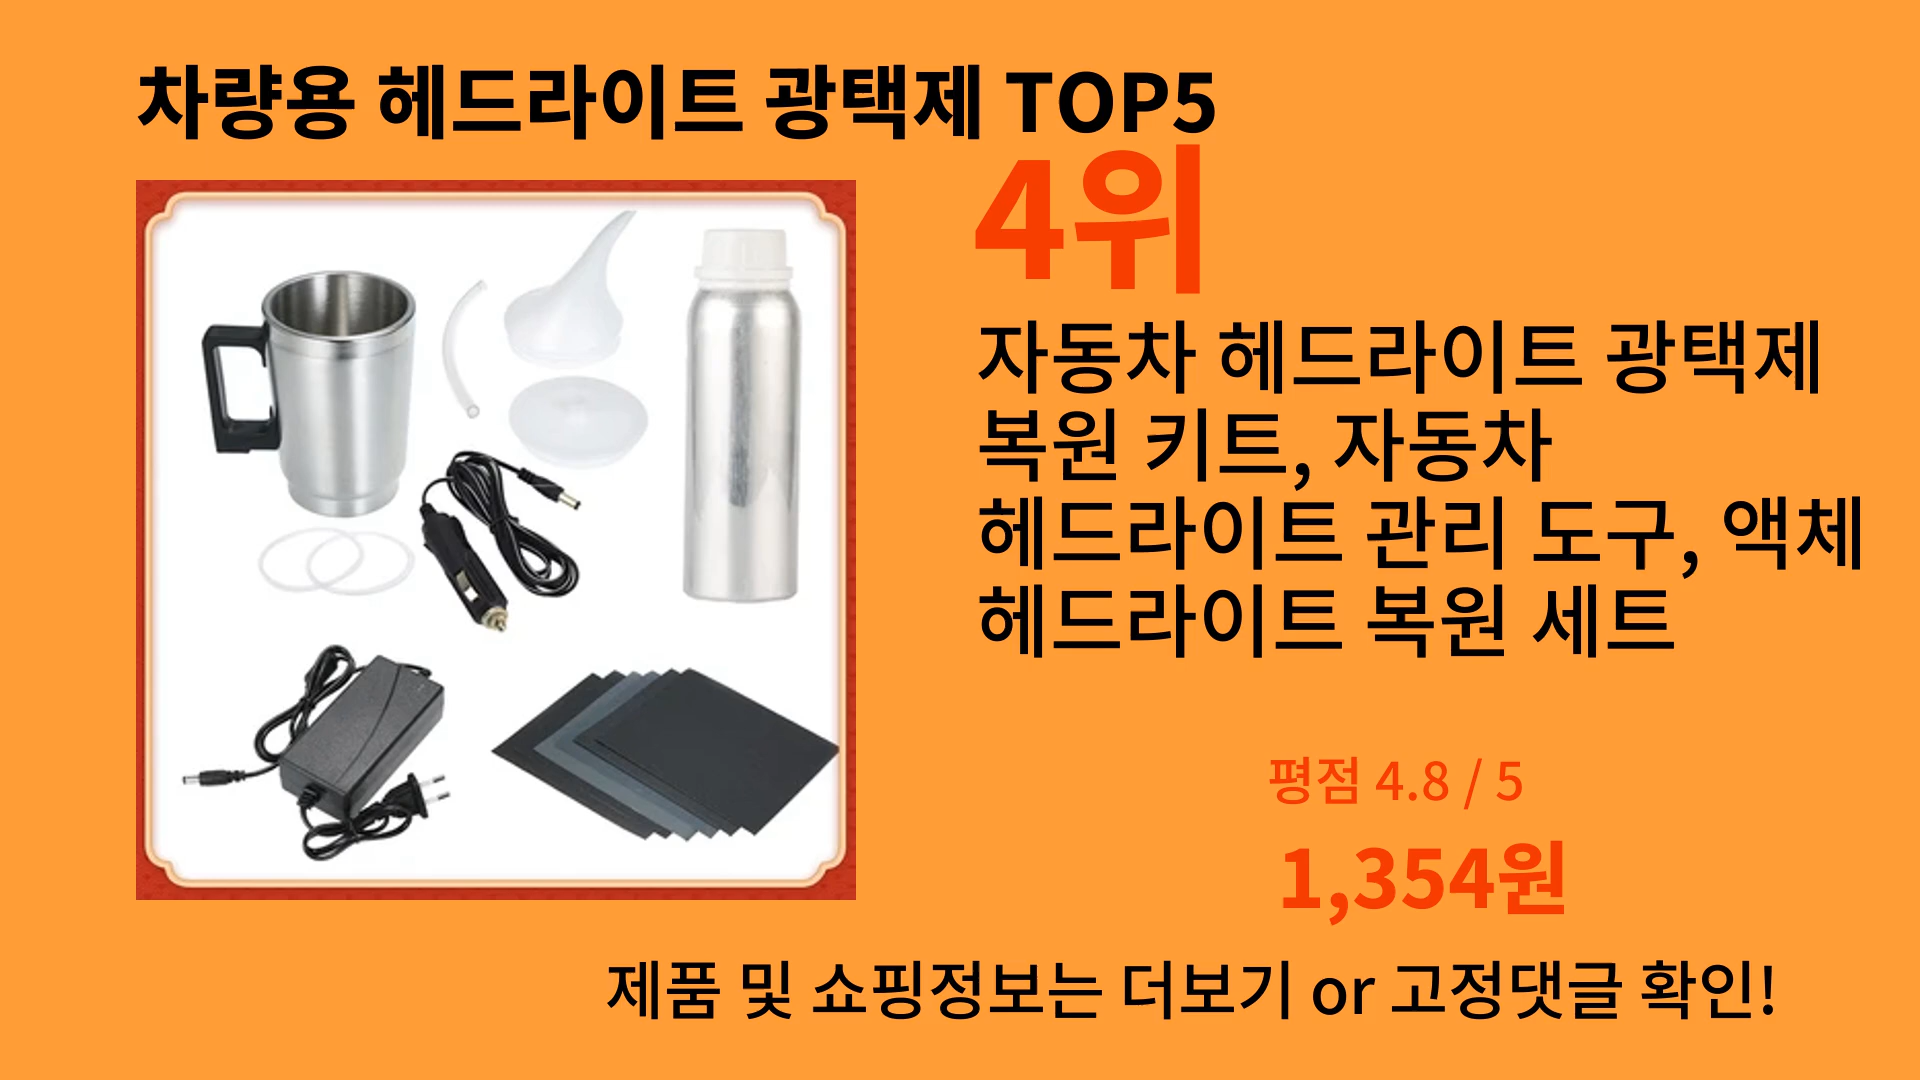 차량용 헤드라이트 광택제 TOP5
4위
자동차 헤드라이트 광택제
복원 키트, 자동차
헤드라이트 관리 도구, 액체
헤드라이트 복원 세트
평점 4.8 / 5
1,354원
제품 및 쇼핑정보는 더보기 or 고정댓글 확인!